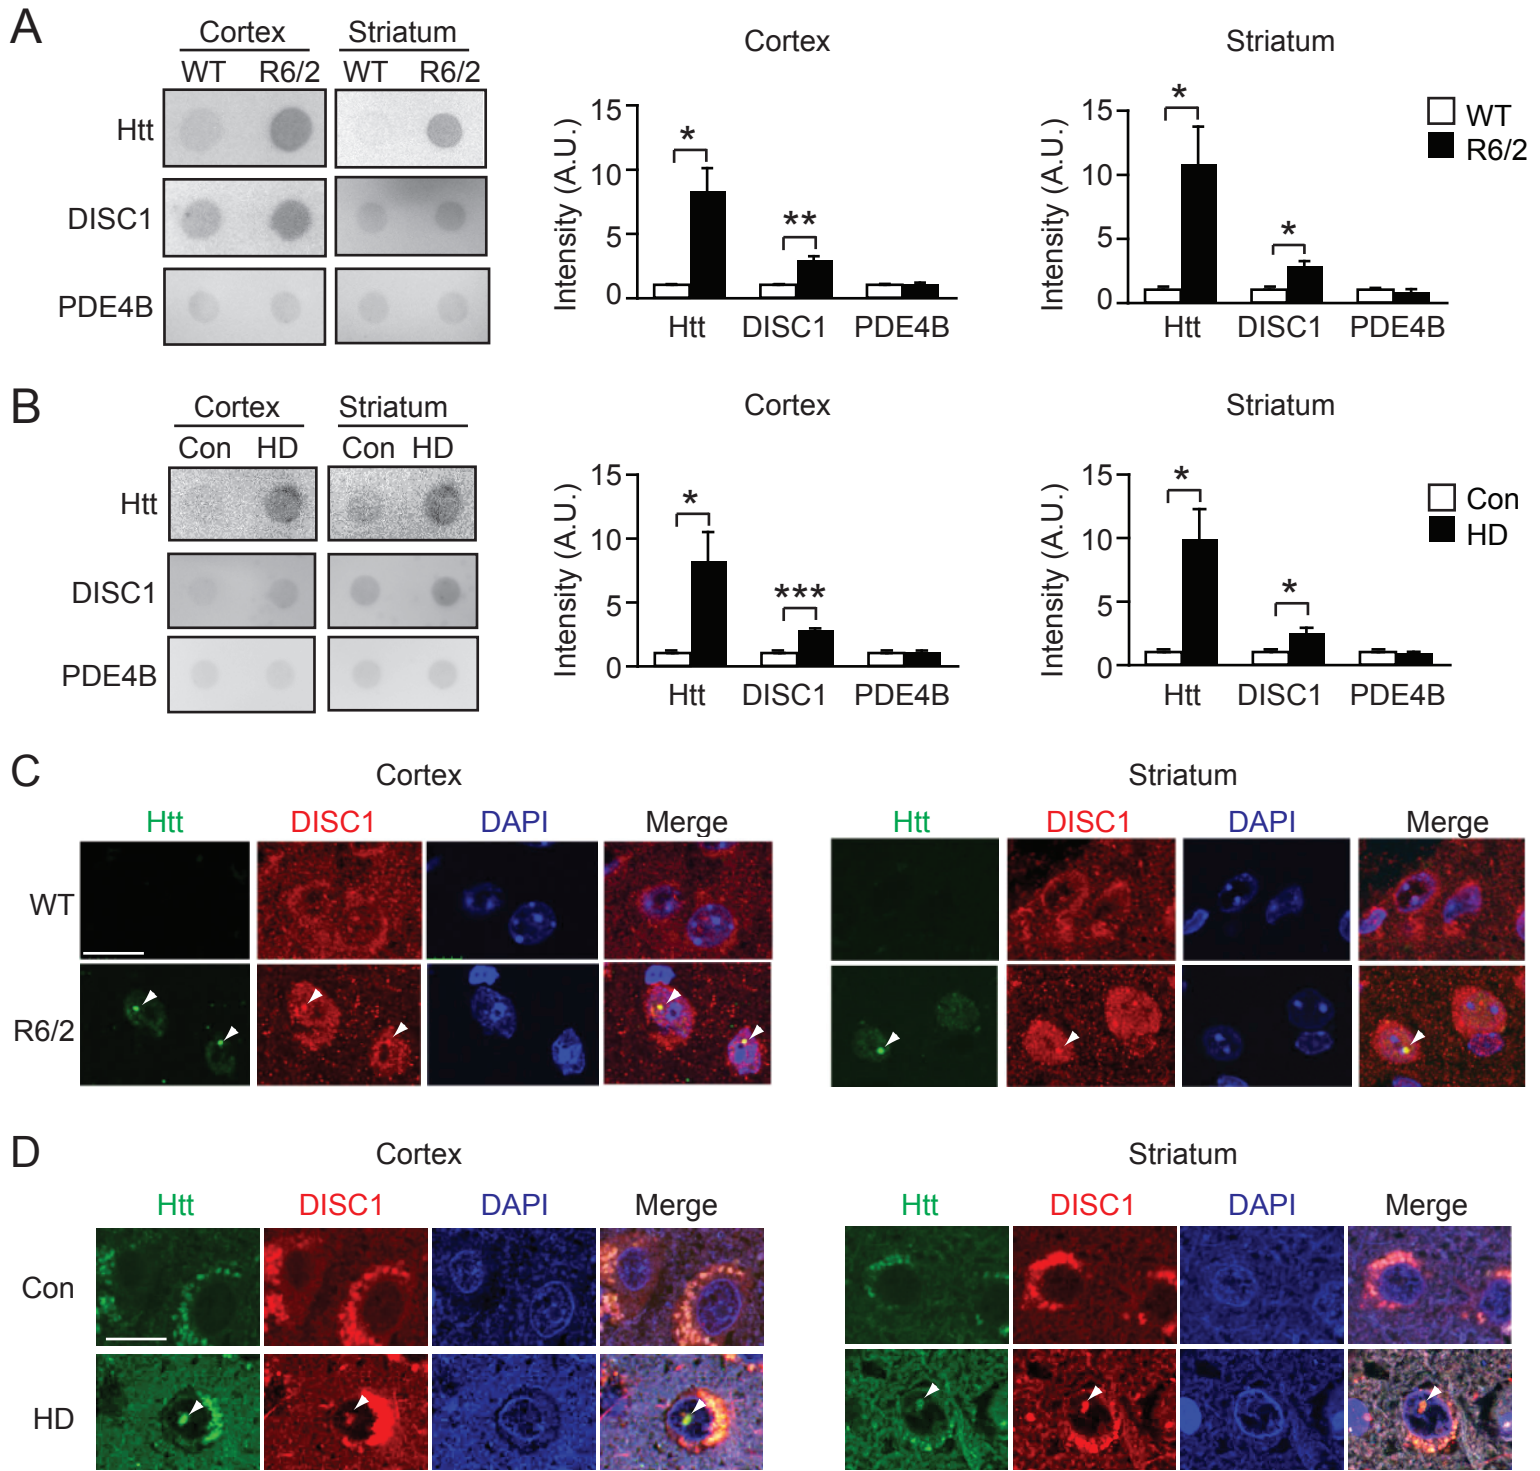 A
Cortex Striatum
WT R6/2 WT R6/2
Htt
DISC1
PDE4B
Cortex
Intensity (A.U.)
15
10
5
0
* ** 
Htt DISC1 PDE4B
Striatum
Intensity (A.U.)
15
10
5
0
* *
Htt DISC1 PDE4B
WT
R6/2
B
Cortex Striatum
Con HD Con HD
Htt
DISC1
PDE4B
Cortex
Intensity (A.U.)
15
10
5
0
* ***
Htt DISC1 PDE4B
Striatum
Intensity (A.U.)
15
10
5
0
* *
Htt DISC1 PDE4B
Con
HD
C
Cortex Striatum
Htt DISC1 DAPI Merge Htt DISC1 DAPI Merge
WT
R6/2
D
Cortex Striatum
Htt DISC1 DAPI Merge Htt DISC1 DAPI Merge
Con
HD